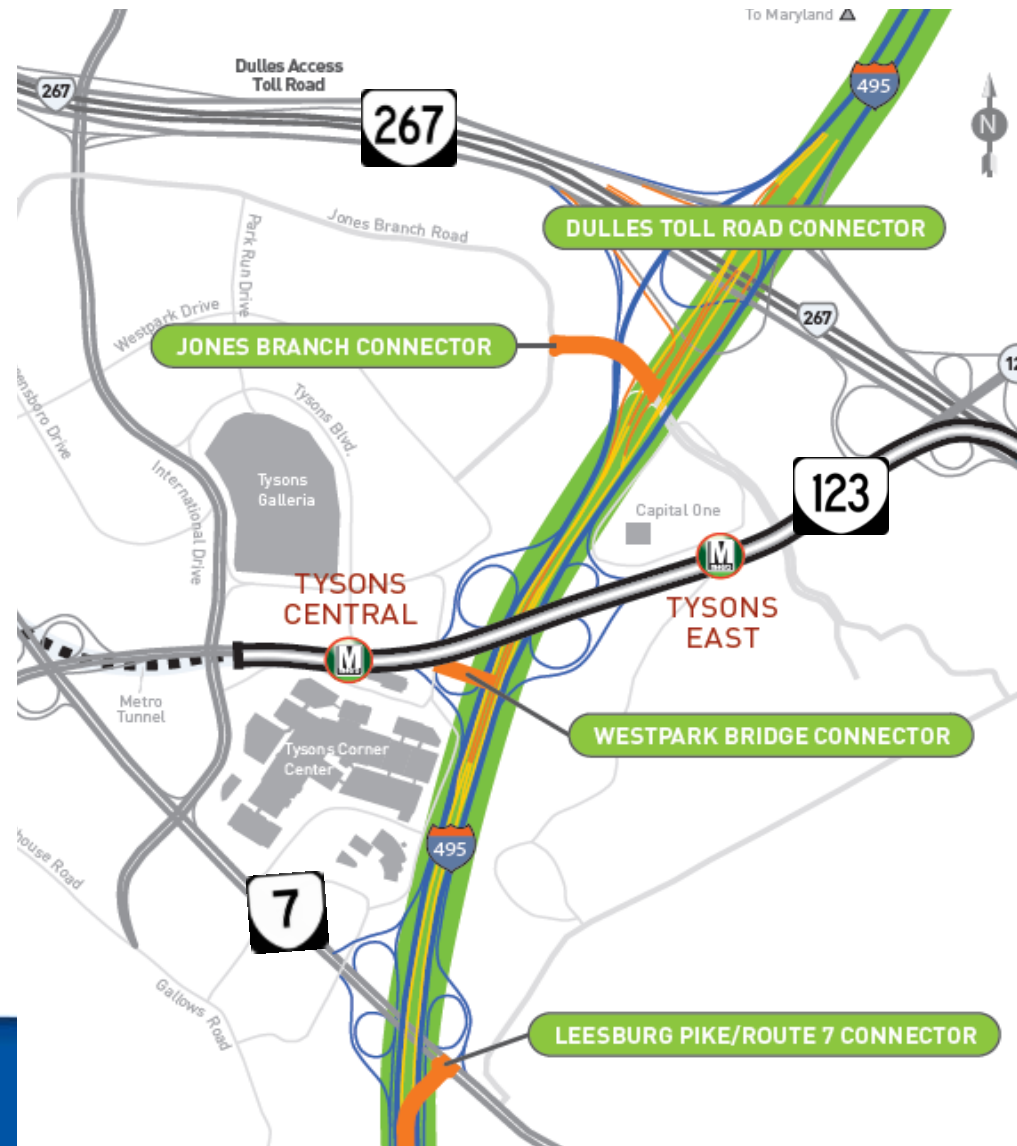 To Maryland
Dulles Access
Toll Road
495
267
267
N
DULLES TOLL ROAD CONNECTOR
Jones Branch Road
Park Run Drive
Westpark Drive
267
JONES BRANCH CONNECTOR
12
ensboro Drive
Tysons Blvd.
International Drive
Tysons
Galleria
123
Capital One
M
TYSONS
CENTRAL
TYSONS
EAST
M
Metro
Tunnel
WESTPARK BRIDGE CONNECTOR
Tysons Corner
Center
495
house Road
7
Gallows Road
LEESBURG PIKE/ROUTE 7 CONNECTOR